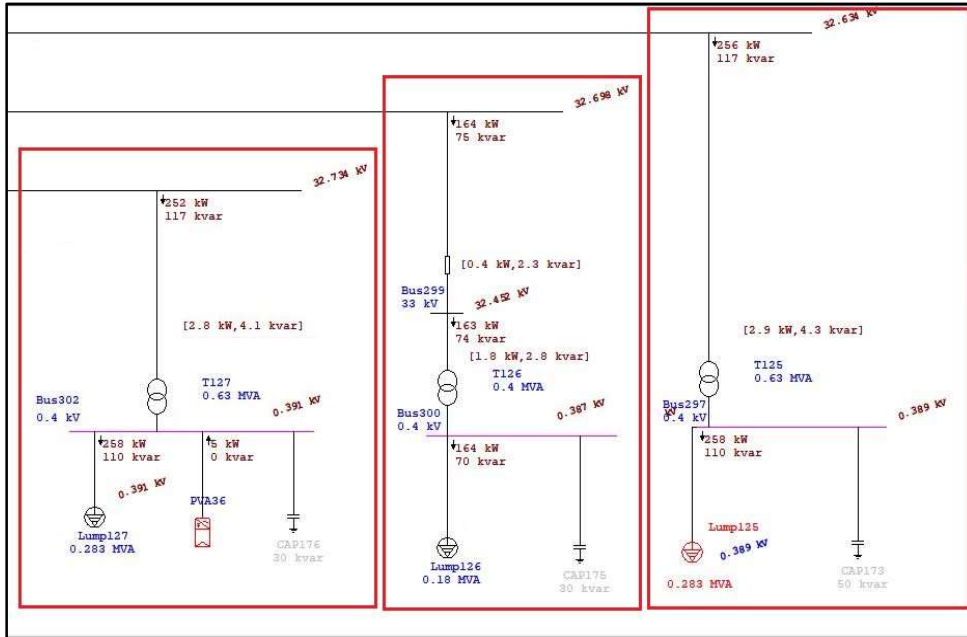 32.634 kV
256 kW
117 kvar
32.698 kV
164 kW
75 kvar
32.734 kV
252 kW
117 kvar
[0.4 kW,2.3 kvar]
Bus299
33 kV
32.452 kV
163 kW
74 kvar
[2.8 kW,4.1 kvar]
[1.8 kW,2.8 kvar]
[2.9 kW,4.3 kvar]
T127
0.63 MVA
T126
0.4 MVA
T125
0.63 MVA
Bus302
0.4 kV
0.391 kV
Bus300
0.4 kV
0.387 kV
Bus297
0.4 kV
kV
0.389 kV
258 kW
110 kvar
5 kW
0 kvar
164 kW
70 kvar
258 kW
110 kvar
0.391 kV
PVA36
Lump127
0.283 MVA
CAP176
30 kvar
Lump126
0.18 MVA
CAP175
30 kvar
Lump125
0.389 kV
0.283 MVA
CAP173
50 kvar